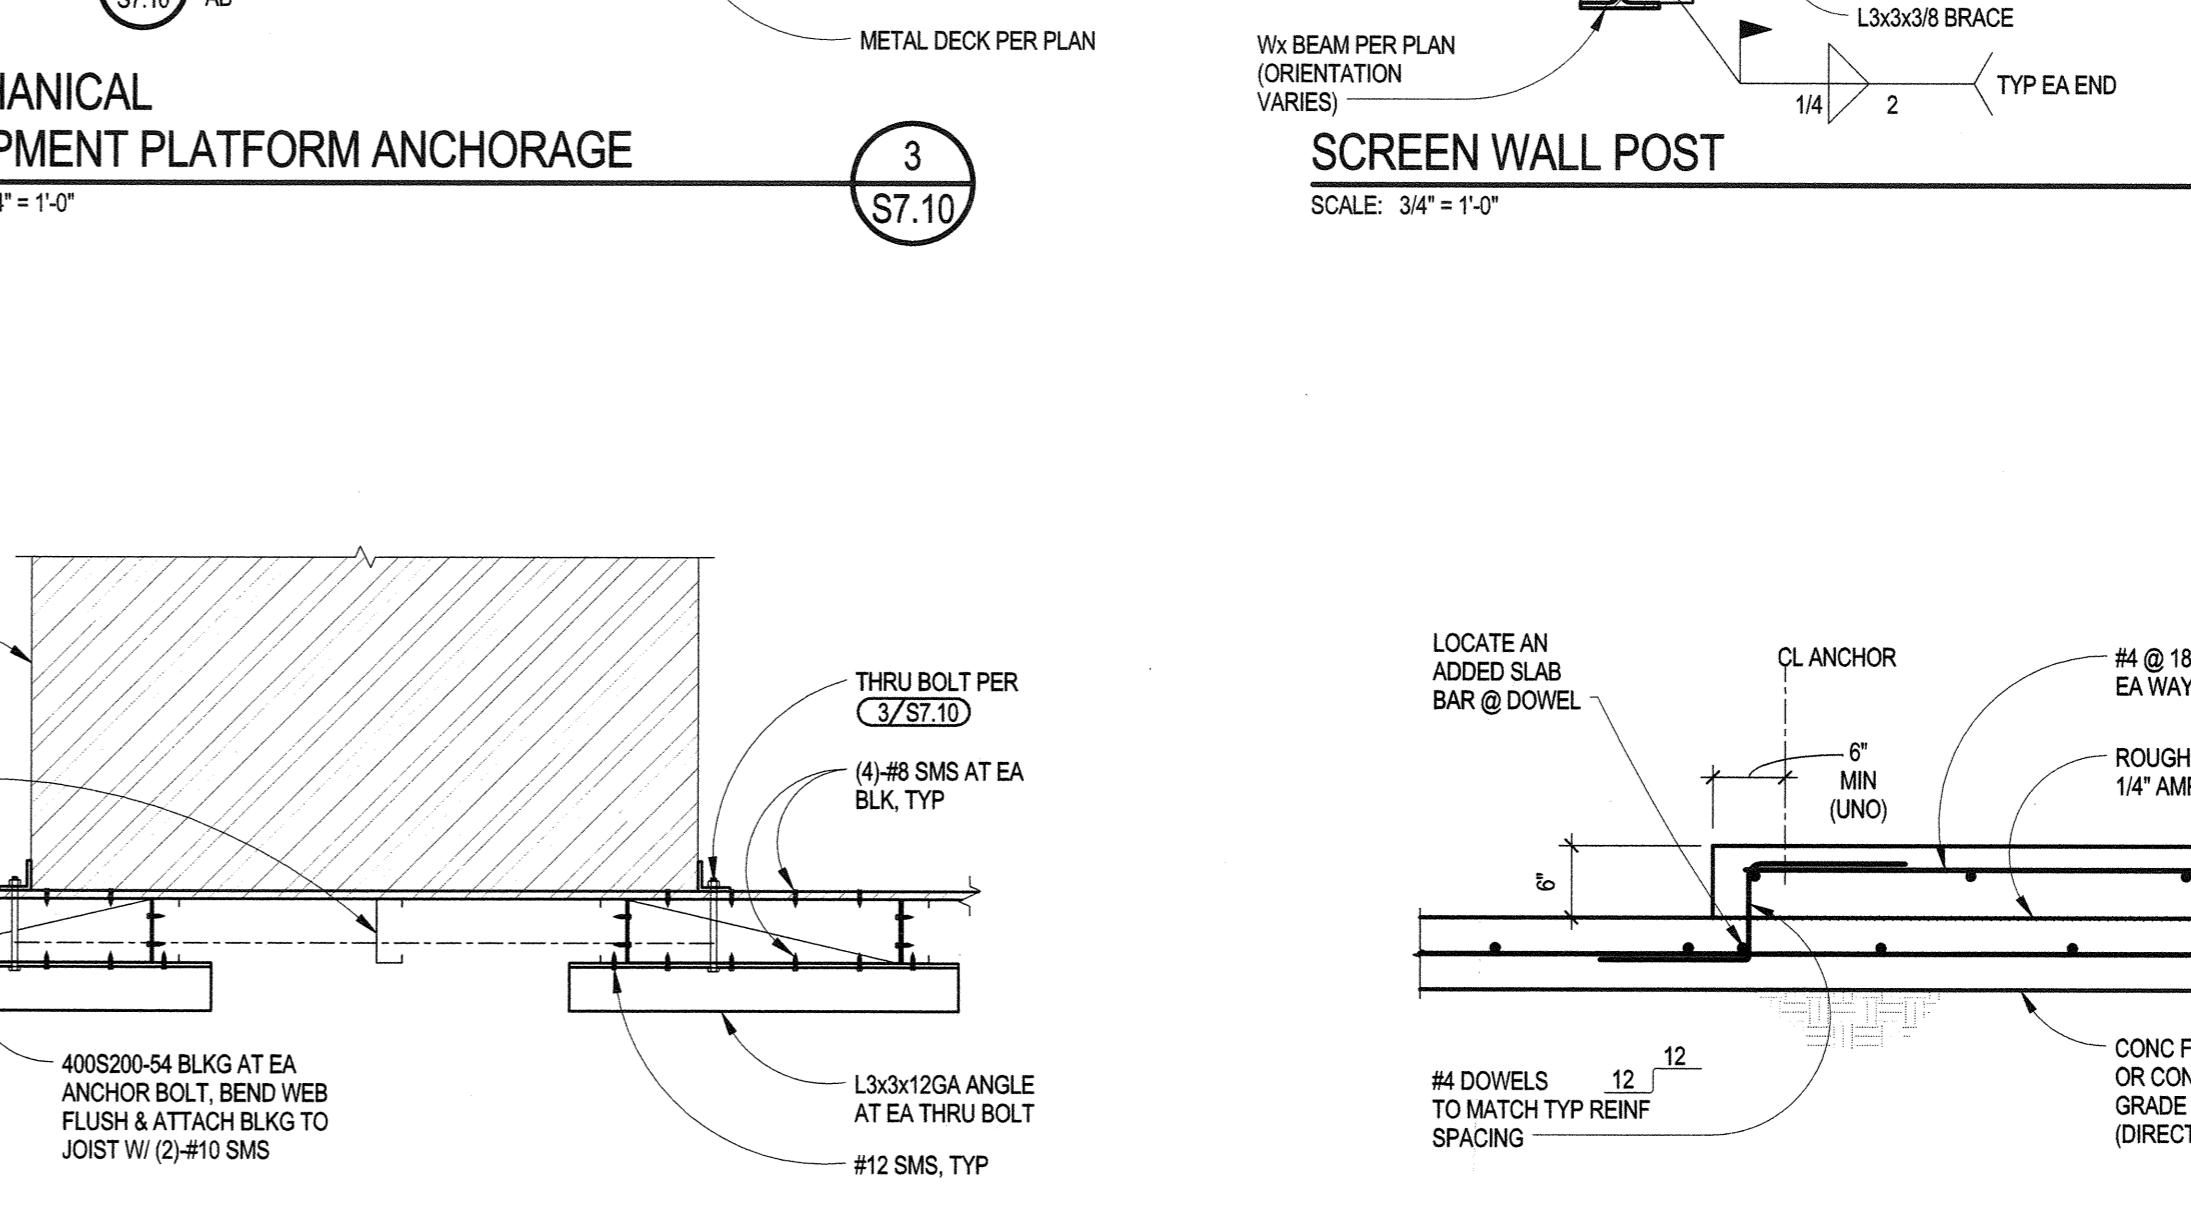 S7.10
AB
METAL DECK PER PLAN
HANICAL
PMENT PLATFORM ANCHORAGE
4" = 1'-0"
3
S7.10
L3x3x3/8 BRACE
Wx BEAM PER PLAN
(ORIENTATION
VARIES)
1/4
2
TYP EA END
SCREEN WALL POST
SCALE: 3/4" = 1'-0"
THRU BOLT PER
3/S7.10
(4)-#8 SMS AT EA
BLK, TYP
400S200-54 BLKG AT EA
ANCHOR BOLT, BEND WEB
FLUSH & ATTACH BLKG TO
JOIST W/ (2)-#10 SMS
L3x3x12GA ANGLE
AT EA THRU BOLT
#12 SMS, TYP
LOCATE AN
ADDED SLAB
BAR @ DOWEL
CL ANCHOR
6"
MIN
(UNO)
6"
#4 @ 18
EA WAY
ROUGH
1/4" AM
#4 DOWELS
12
12
TO MATCH TYP REINF
SPACING
CONC F
OR CON
GRADE
(DIRECT